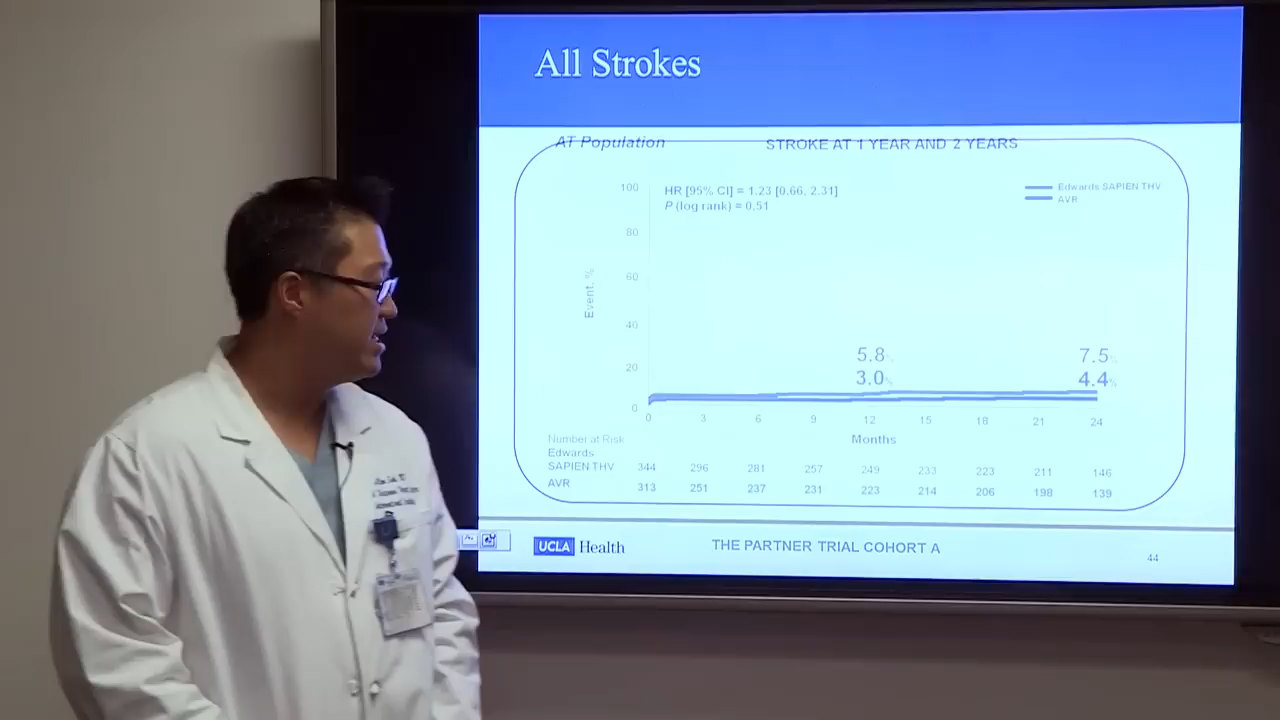 All Strokes
AT Population
STROKE AT 1 YEAR AND 2 YEARS
HR [95% CI] = 1.23 [0.66, 2.31]
P (log rank) = 0.51
Edwards SAPIEN THV
AVR
Event, %
100
80
60
40
20
0
5.8%
3.0%
7.5%
4.4%
0 3 6 9 12 15 18 21 24
Months
Number at Risk
Edwards
SAPIEN THV 344 296 281 257 249 233 223 211 146
AVR 313 251 237 231 223 214 206 198 139
UCLA Health
THE PARTNER TRIAL COHORT A
44